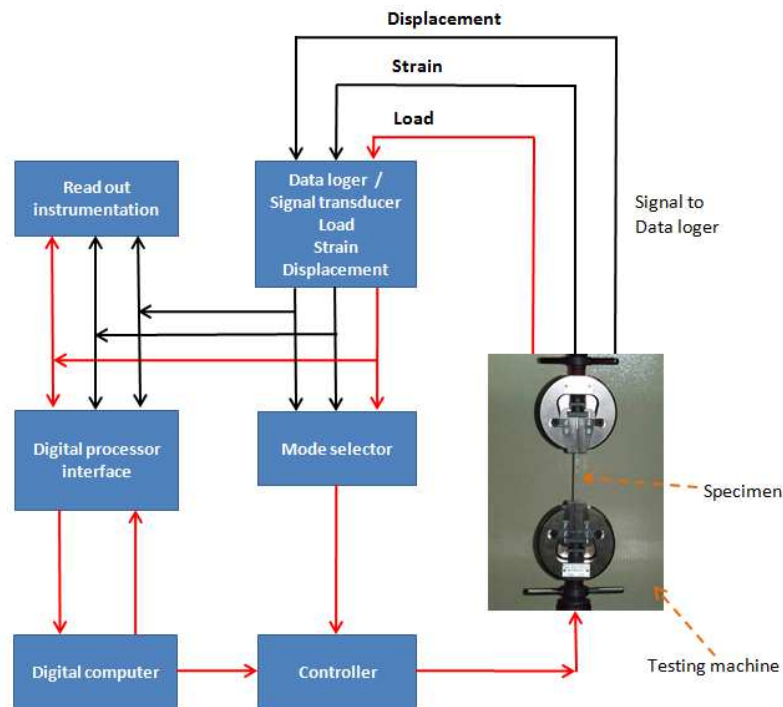 Displacement
Strain
Load
Read out
instrumentation
Data loger /
Signal transducer
Load
Strain
Displacement
Signal to
Data loger
Digital processor
interface
Mode selector
Specimen
Digital computer
Controller
Testing machine